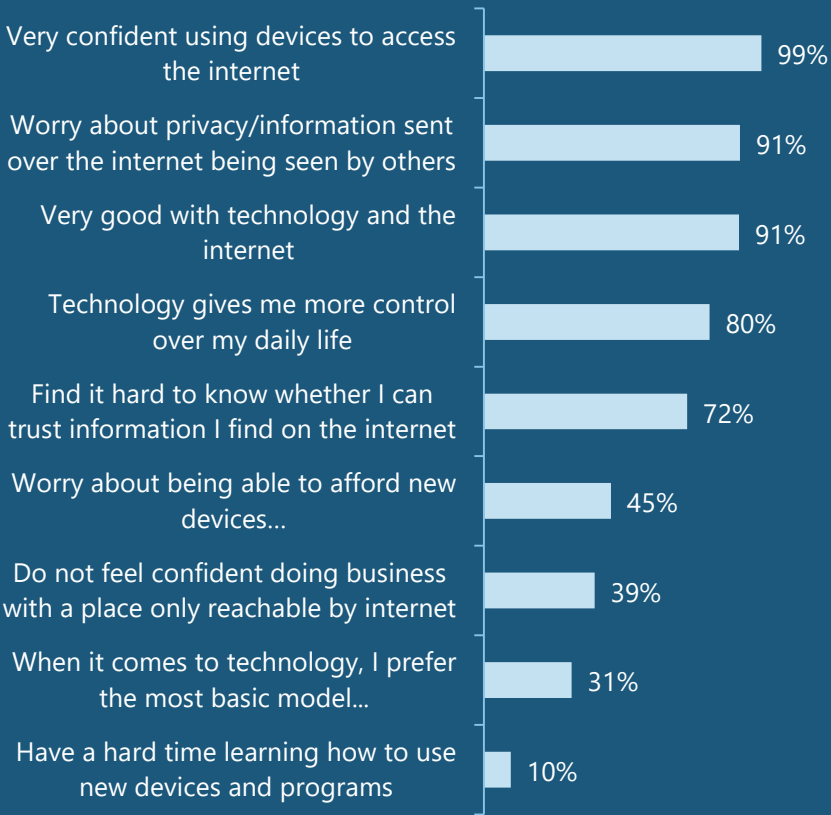 Very confident using devices to access
the internet
99%
Worry about privacy/information sent
over the internet being seen by others
91%
Very good with technology and the
internet
91%
Technology gives me more control
over my daily life
80%
Find it hard to know whether I can
trust information I find on the internet
72%
Worry about being able to afford new
devices...
45%
Do not feel confident doing business
with a place only reachable by internet
39%
When it comes to technology, I prefer
the most basic model...
31%
Have a hard time learning how to use
new devices and programs
10%